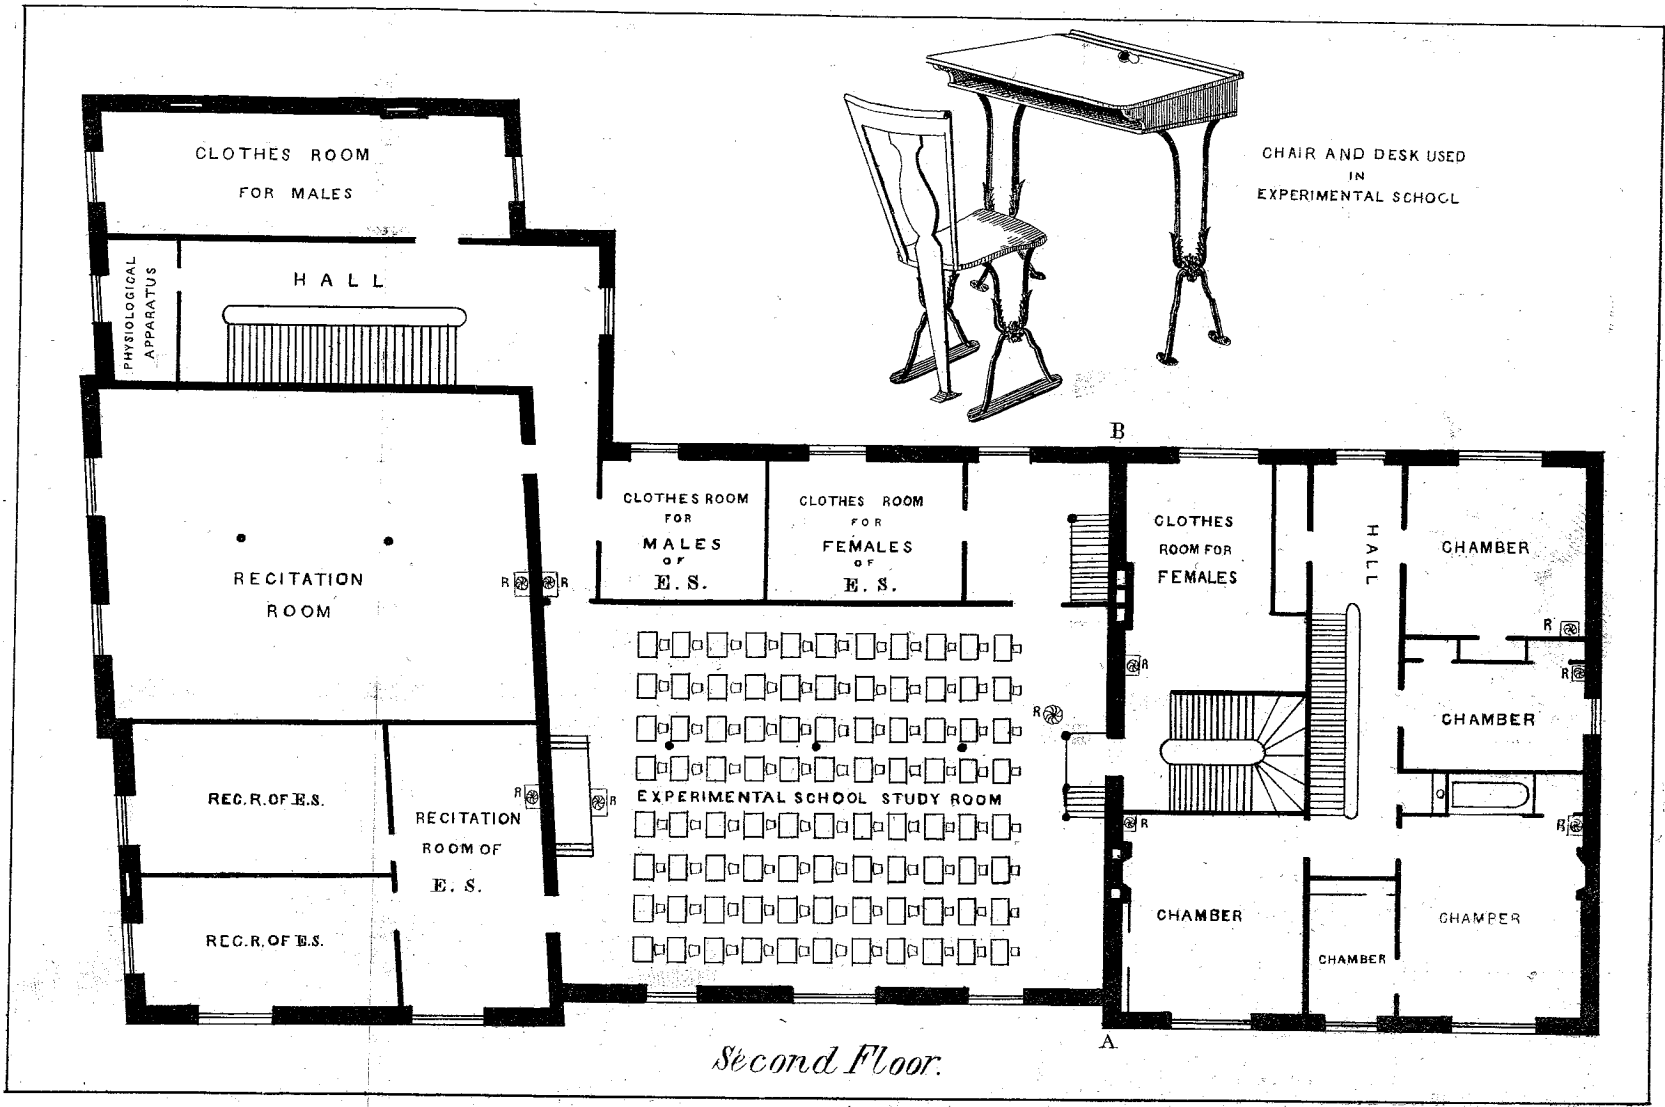 CLOTHES ROOM
FOR MALES
CHAIR AND DESK USED
IN
EXPERIMENTAL SCHOOL
PHYSIOLOGICAL
APPARATUS
HALL
B
CLOTHES ROOM
FOR
MALES
OF
E. S.
CLOTHES ROOM
FOR
FEMALES
OF
E. S.
CLOTHES
ROOM FOR
FEMALES
HALL
CHAMBER
RECITATION
ROOM
R
R
R
R
R
CHAMBER
R
EXPERIMENTAL SCHOOL STUDY ROOM
REC. R. OF E.S.
RECITATION
ROOM OF
E. S.
R
R
R
R
REC. R. OF E.S.
CHAMBER
CHAMBER
CHAMBER
A
Second Floor.